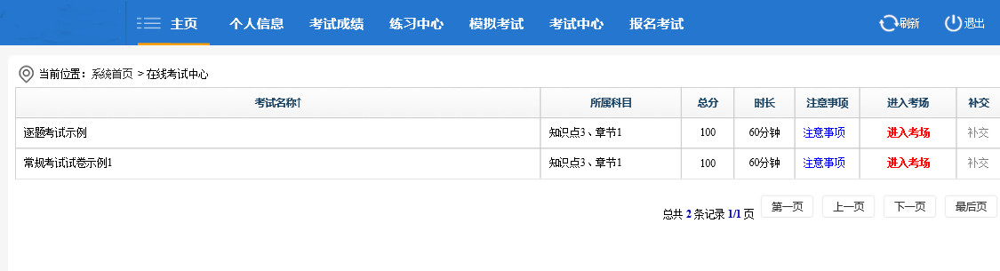 主页 个人信息 考试成绩 练习中心 模拟考试 考试中心 报名考试 刷新 退出
当前位置：系统首页 > 在线考试中心
考试名称↑ 所属科目 总分 时长 注意事项 进入考场 补交
逐题考试示例 知识点3、章节1 100 60分钟 注意事项 进入考场 补交
常规考试试卷示例1 知识点3、章节1 100 60分钟 注意事项 进入考场 补交
总共 2 条记录 1/1 页 第一页 上一页 下一页 最后页